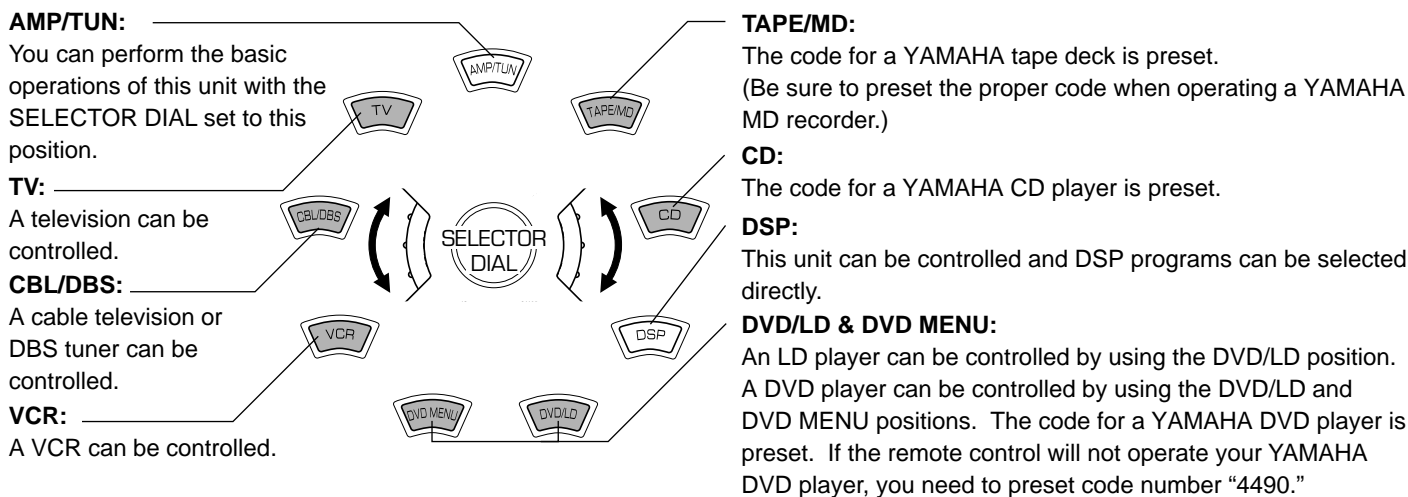 AMP/TUN:
You can perform the basic
operations of this unit with the
SELECTOR DIAL set to this
position.
TV:
A television can be
controlled.
CBL/DBS:
A cable television or
DBS tuner can be
controlled.
VCR:
A VCR can be controlled.
AMP/TUN
TV
TAPE/MD
CBL/DBS
CD
SELECTOR
DIAL
VCR
DSP
DVD MENU
DVD/LD
TAPE/MD:
The code for a YAMAHA tape deck is preset.
(Be sure to preset the proper code when operating a YAMAHA
MD recorder.)
CD:
The code for a YAMAHA CD player is preset.
DSP:
This unit can be controlled and DSP programs can be selected
directly.
DVD/LD & DVD MENU:
An LD player can be controlled by using the DVD/LD position.
A DVD player can be controlled by using the DVD/LD and
DVD MENU positions.  The code for a YAMAHA DVD player is
preset.  If the remote control will not operate your YAMAHA
DVD player, you need to preset code number “4490.”